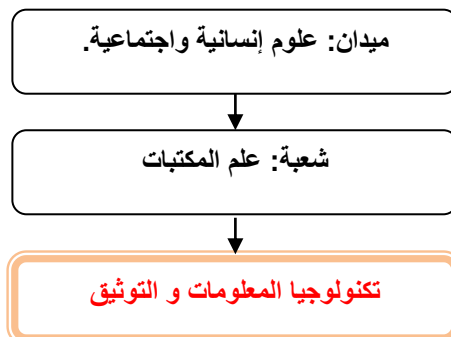 ميدان: علوم إنسانية واجتماعية.
شعبة: علم المكتبات
تكنولوجيا المعلومات و التوثيق